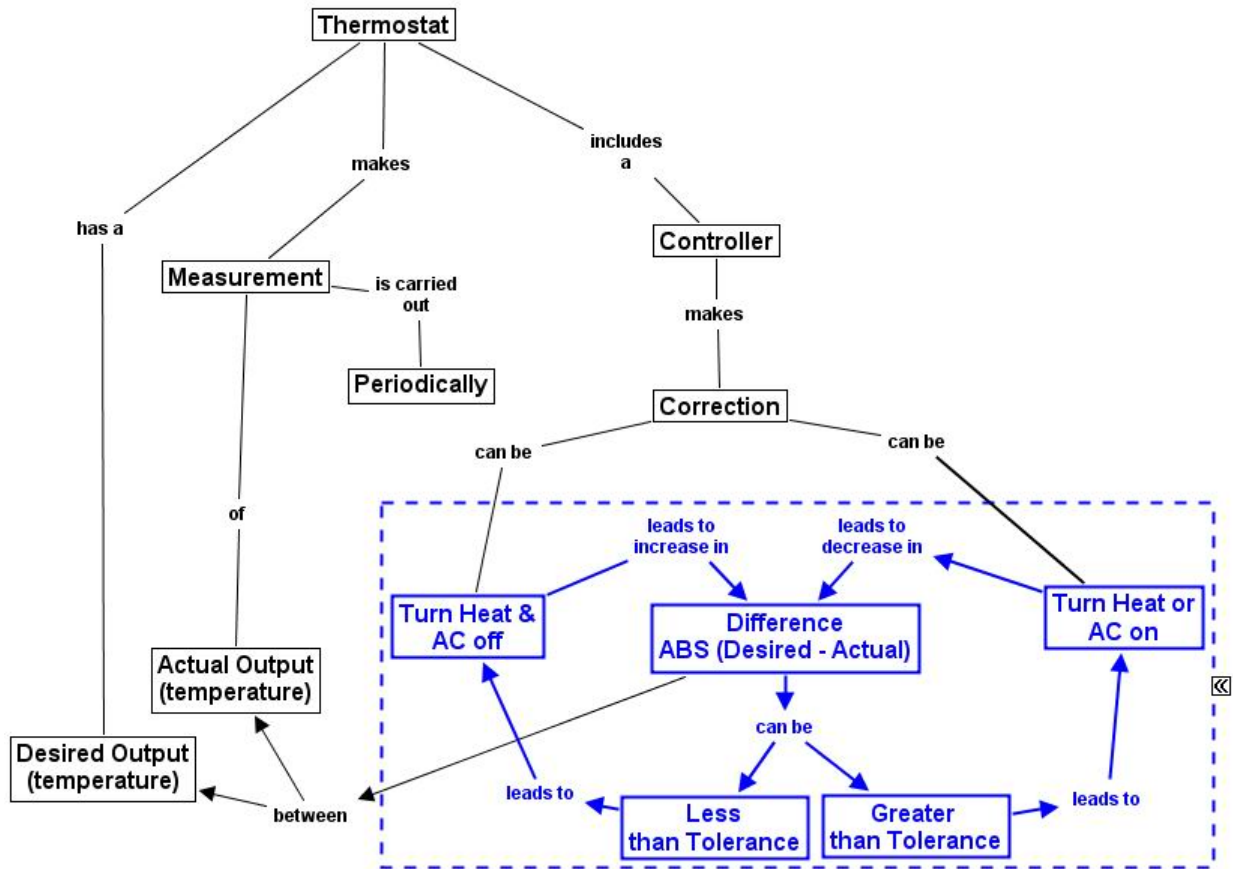 Thermostat
includes
a
makes
has a
Controller
Measurement
is carried
out
makes
Periodically
Correction
can be
can be
of
leads to
increase in
leads to
decrease in
Turn Heat &
AC off
Difference
ABS (Desired - Actual)
Turn Heat or
AC on
Actual Output
(temperature)
can be
Desired Output
(temperature)
between
leads to
Less
than Tolerance
Greater
than Tolerance
leads to